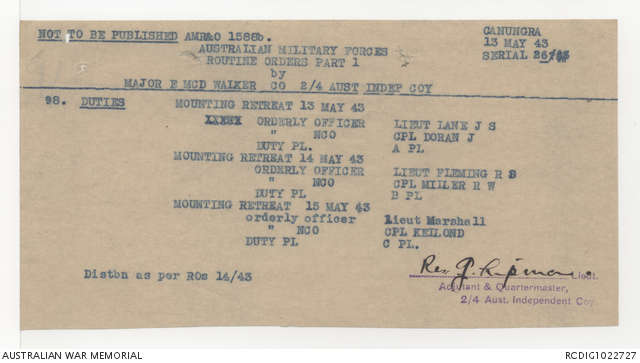 NOT TO BE PUBLISHED AMR&O 1588b. CANUNGRA
13 MAY 43
AUSTRALIAN MILITARY FORCES SERIAL 26/43
ROUTINE ORDERS PART 1
by
MAJOR E MCD WALKER CO 2/4 AUST INDEP COY
98. DUTIES MOUNTING RETREAT 13 MAY 43
XXXXX ORDERLY OFFICER LIEUT LANE J S
" NCO CPL DORAN J
DUTY PL. A PL
MOUNTING RETREAT 14 MAY 43
ORDERLY OFFICER LIEUT FLEMING R S
" NCO CPL MIILER R W
DUTY PL B PL
MOUNTING RETREAT 15 MAY 43
orderly officer Lieut Marshall
" NCO CPL KEILOND
DUTY PL C PL.
Distbn as per ROs 14/43
Lieut.
Adjutant & Quartermaster,
2/4 Aust. Independent Coy.
AUSTRALIAN WAR MEMORIAL RCDIG1022727